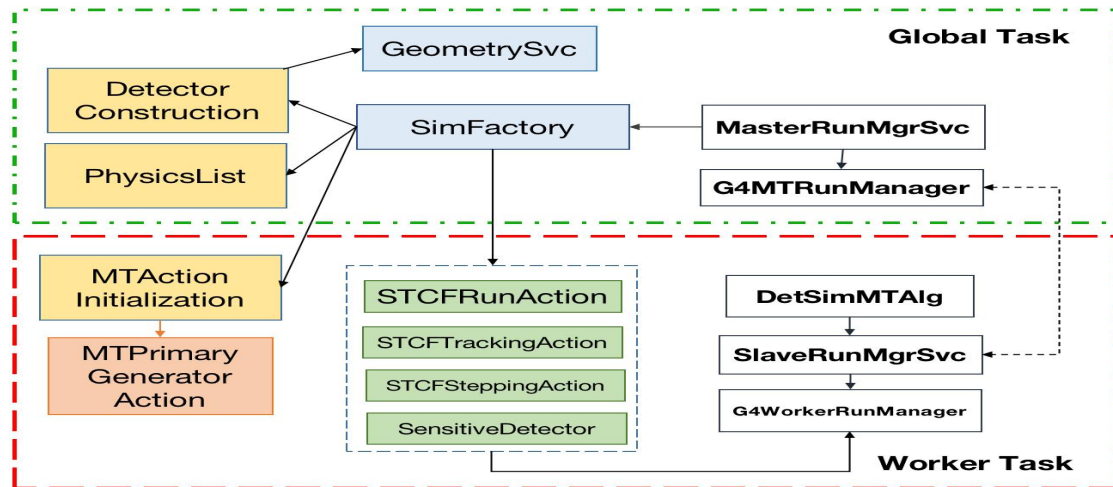 GeometrySvc
Global Task
Detector
Construction
SimFactory
MasterRunMgrSvc
PhysicsList
G4MTRunManager
MTAction
Initialization
STCFRunAction
DetSimMTAlg
MTPrimary
Generator
Action
STCFTrackingAction
SlaveRunMgrSvc
STCFSteppingAction
G4WorkerRunManager
SensitiveDetector
Worker Task